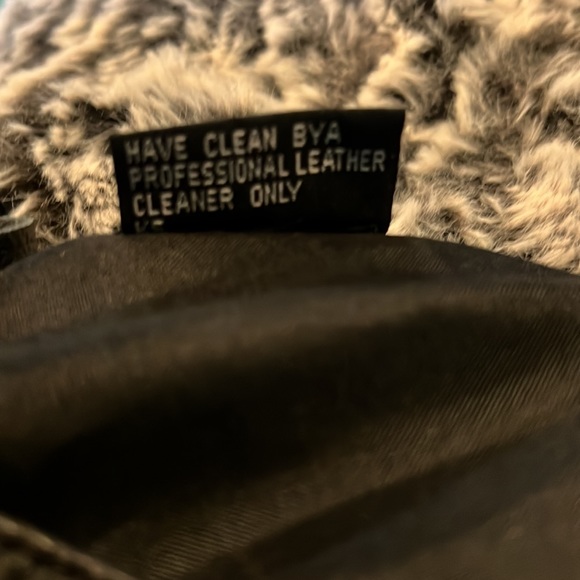 HAVE CLEAN BYA
PROFESSIONAL LEATHER
CLEANER ONLY